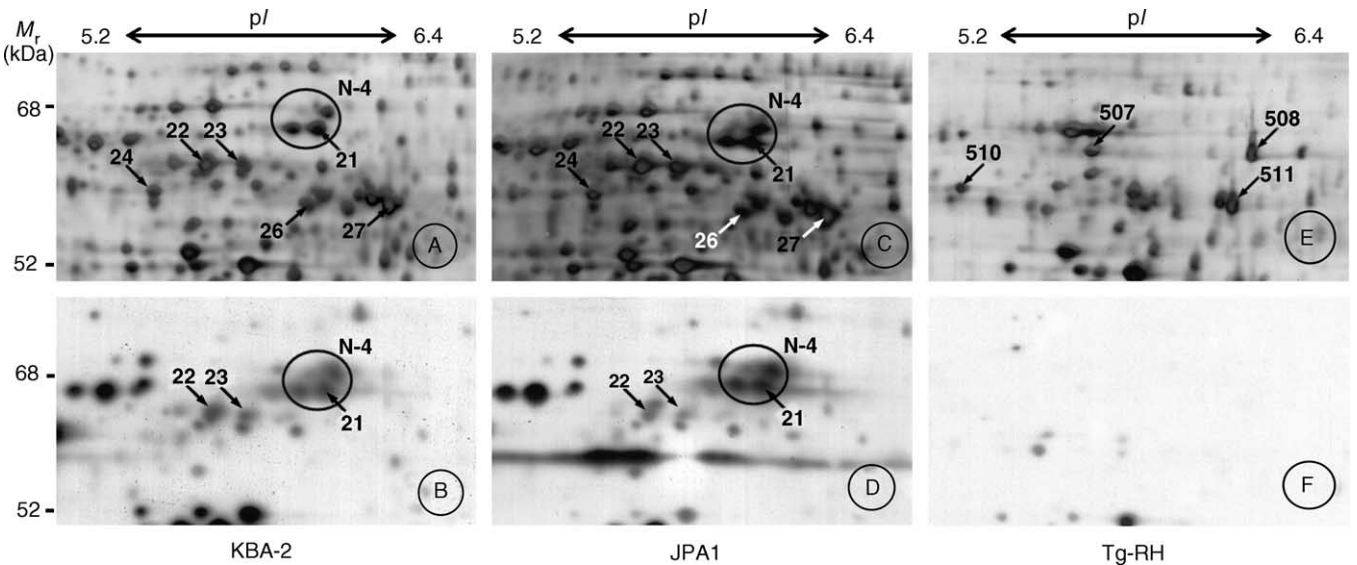 pI pI pI
Mr (kDa) 5.2 6.4 5.2 6.4 5.2 6.4
68 N-4 N-4
22 23 22 23 507 508
24 21 24 21 510 511
26 27 A 26 27 C E
52
N-4 N-4
68
22 23 22 23
21 21
B D F
52
KBA-2 JPA1 Tg-RH